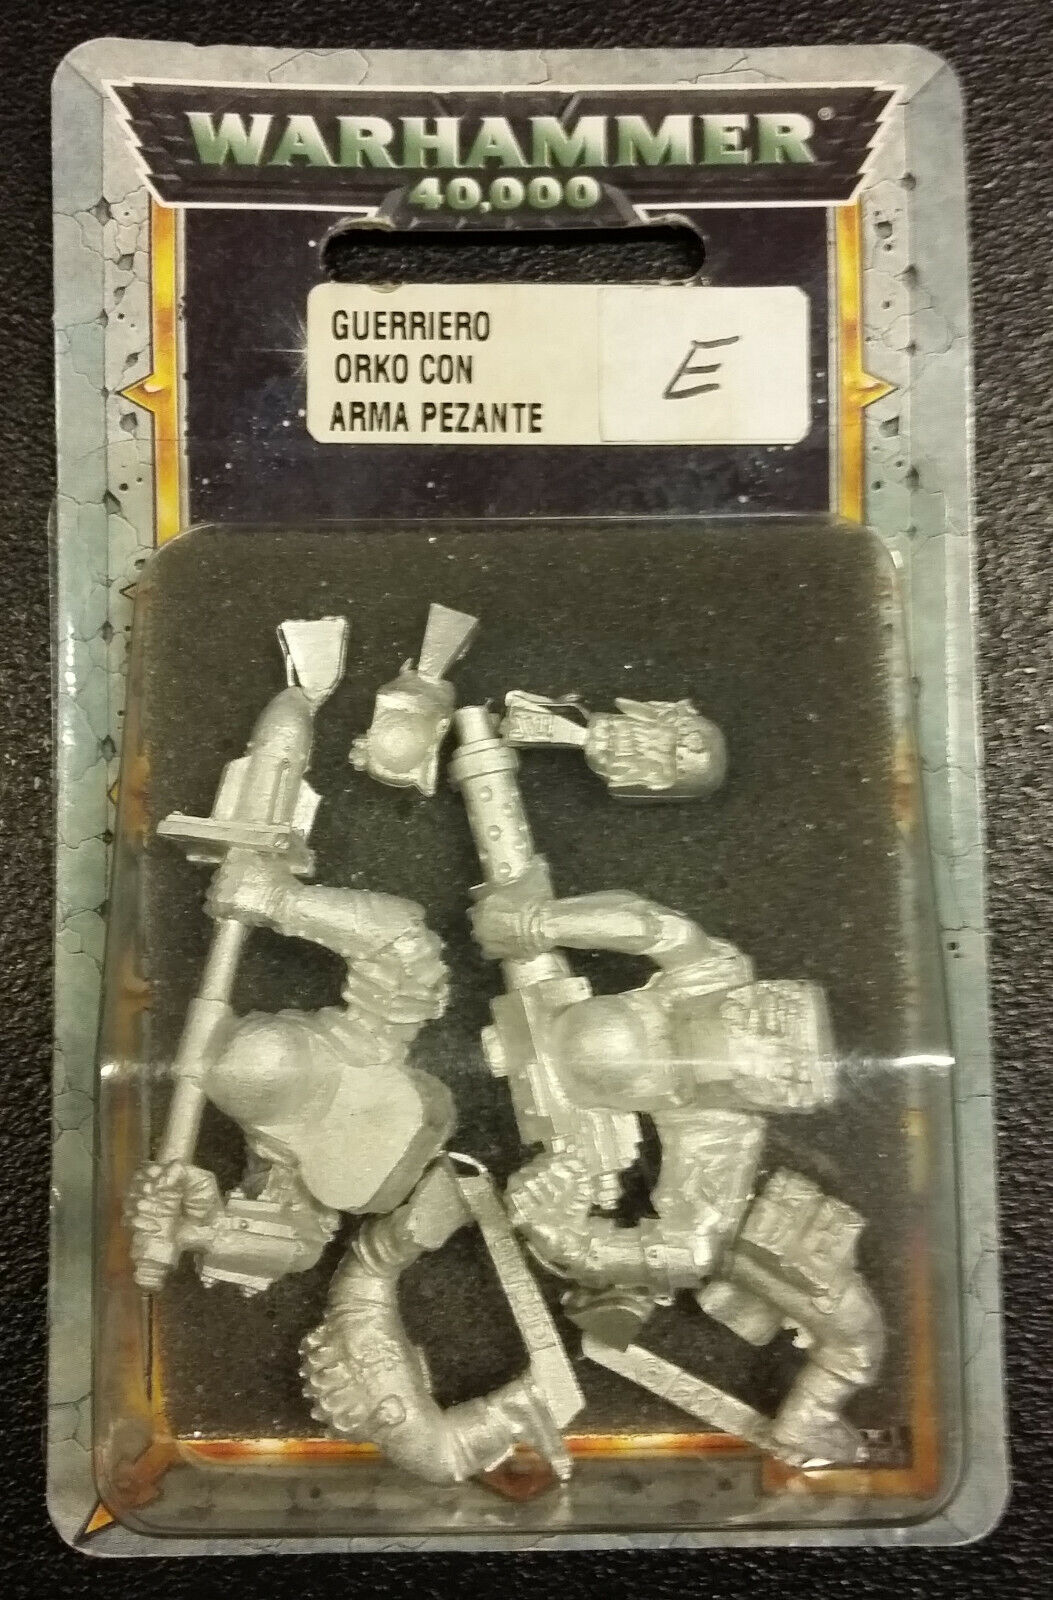 WARHAMMER®
40,000
GUERRIERO
ORKO CON
ARMA PEZANTE
E